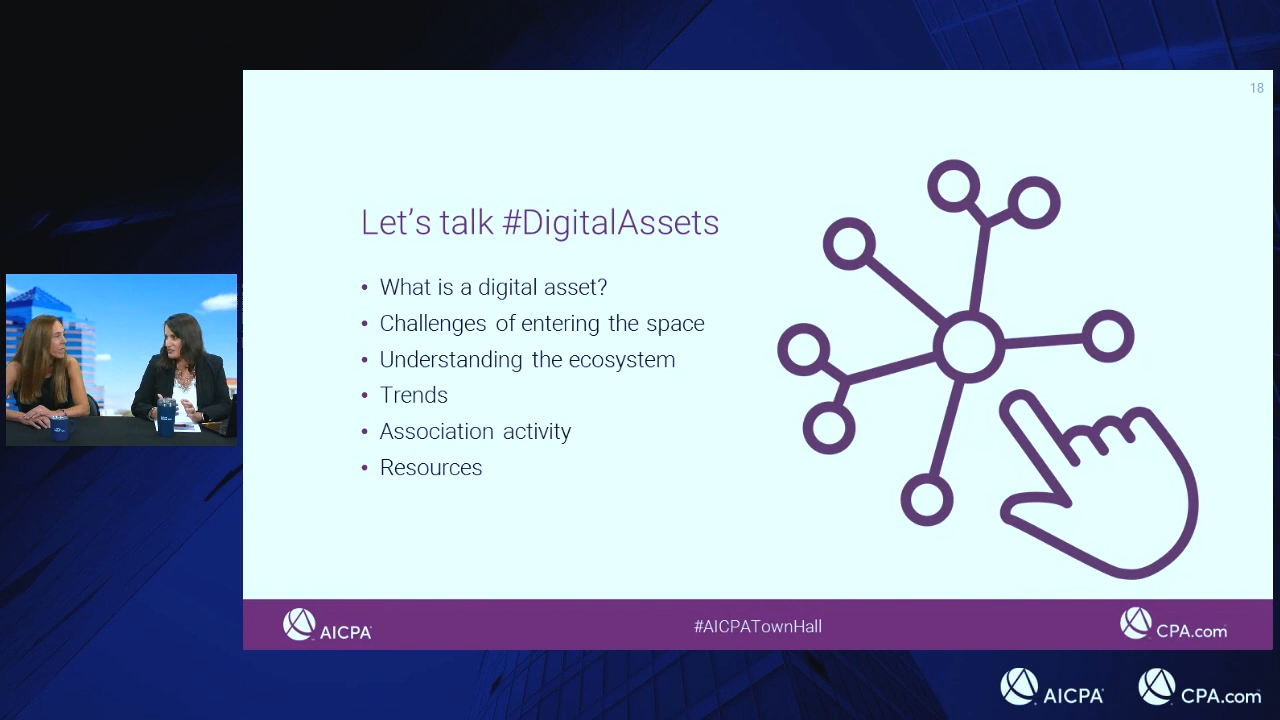 18
Let's talk #DigitalAssets
• What is a digital asset?
• Challenges of entering the space
• Understanding the ecosystem
• Trends
• Association activity
• Resources
AICPA
#AICPATownHall
CPA.com
AICPA
CPA.com